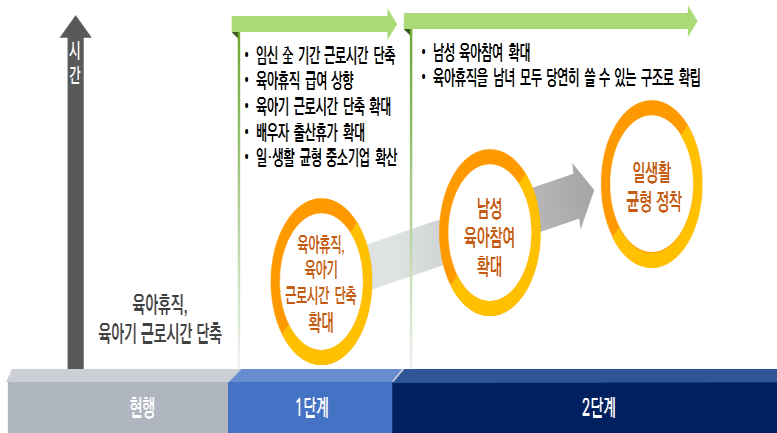 시
간
• 임신 全 기간 근로시간 단축
• 육아휴직 급여 상향
• 육아기 근로시간 단축 확대
• 배우자 출산휴가 확대
• 일·생활 균형 중소기업 확산
• 남성 육아참여 확대
• 육아휴직을 남녀 모두 당연히 쓸 수 있는 구조로 확립
육아휴직,
육아기 근로시간 단축
육아휴직,
육아기
근로시간 단축
확대
남성
육아참여
확대
일생활
균형 정착
현행
1단계
2단계